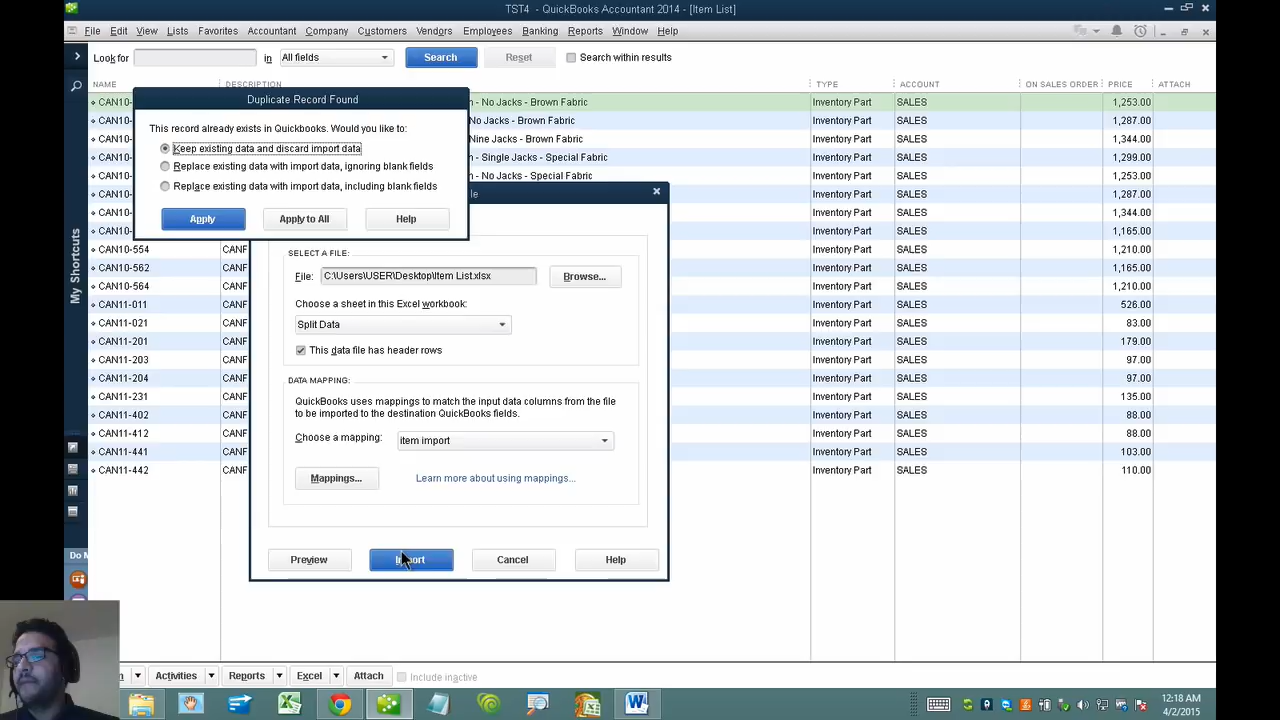 TST4 - QuickBooks Accountant 2014 - [Item List]
File Edit View Lists Favorites Accountant Company Customers Vendors Employees Banking Reports Window Help
Look for in All fields Search Reset Search within results
NAME DESCRIPTION TYPE ACCOUNT ON SALES ORDER PRICE ATTACH
CAN10- - No Jacks - Brown Fabric Inventory Part SALES 1,253.00
CAN10- No Jacks - Brown Fabric Inventory Part SALES 1,287.00
CAN10- Nine Jacks - Brown Fabric Inventory Part SALES 1,344.00
CAN10- - Single Jacks - Special Fabric Inventory Part SALES 1,299.00
CAN10- - No Jacks - Special Fabric Inventory Part SALES 1,253.00
CAN10- Inventory Part SALES 1,287.00
CAN10- Inventory Part SALES 1,344.00
CAN10- Inventory Part SALES 1,165.00
CAN10-554 CANF Inventory Part SALES 1,210.00
CAN10-562 CANF Inventory Part SALES 1,165.00
CAN10-564 CANF Inventory Part SALES 1,210.00
CAN11-011 CANF Inventory Part SALES 526.00
CAN11-021 CANF Inventory Part SALES 83.00
CAN11-201 CANF Inventory Part SALES 179.00
CAN11-203 CANF Inventory Part SALES 97.00
CAN11-204 CANF Inventory Part SALES 97.00
CAN11-231 CANF Inventory Part SALES 135.00
CAN11-402 CANF Inventory Part SALES 88.00
CAN11-412 CANF Inventory Part SALES 88.00
CAN11-441 CANF Inventory Part SALES 103.00
CAN11-442 CANF Inventory Part SALES 110.00
Duplicate Record Found
This record already exists in Quickbooks. Would you like to:
Keep existing data and discard import data
Replace existing data with import data, ignoring blank fields
Replace existing data with import data, including blank fields
Apply Apply to All Help
le
SELECT A FILE:
File: C:\Users\USER\Desktop\Item List.xlsx Browse...
Choose a sheet in this Excel workbook:
Split Data
This data file has header rows
DATA MAPPING:
QuickBooks uses mappings to match the input data columns from the file
to be imported to the destination QuickBooks fields.
Choose a mapping: item import
Mappings... Learn more about using mappings...
Preview Import Cancel Help
My Shortcuts
Do M
Activities Reports Excel Attach Include inactive
12:18 AM
4/2/2015